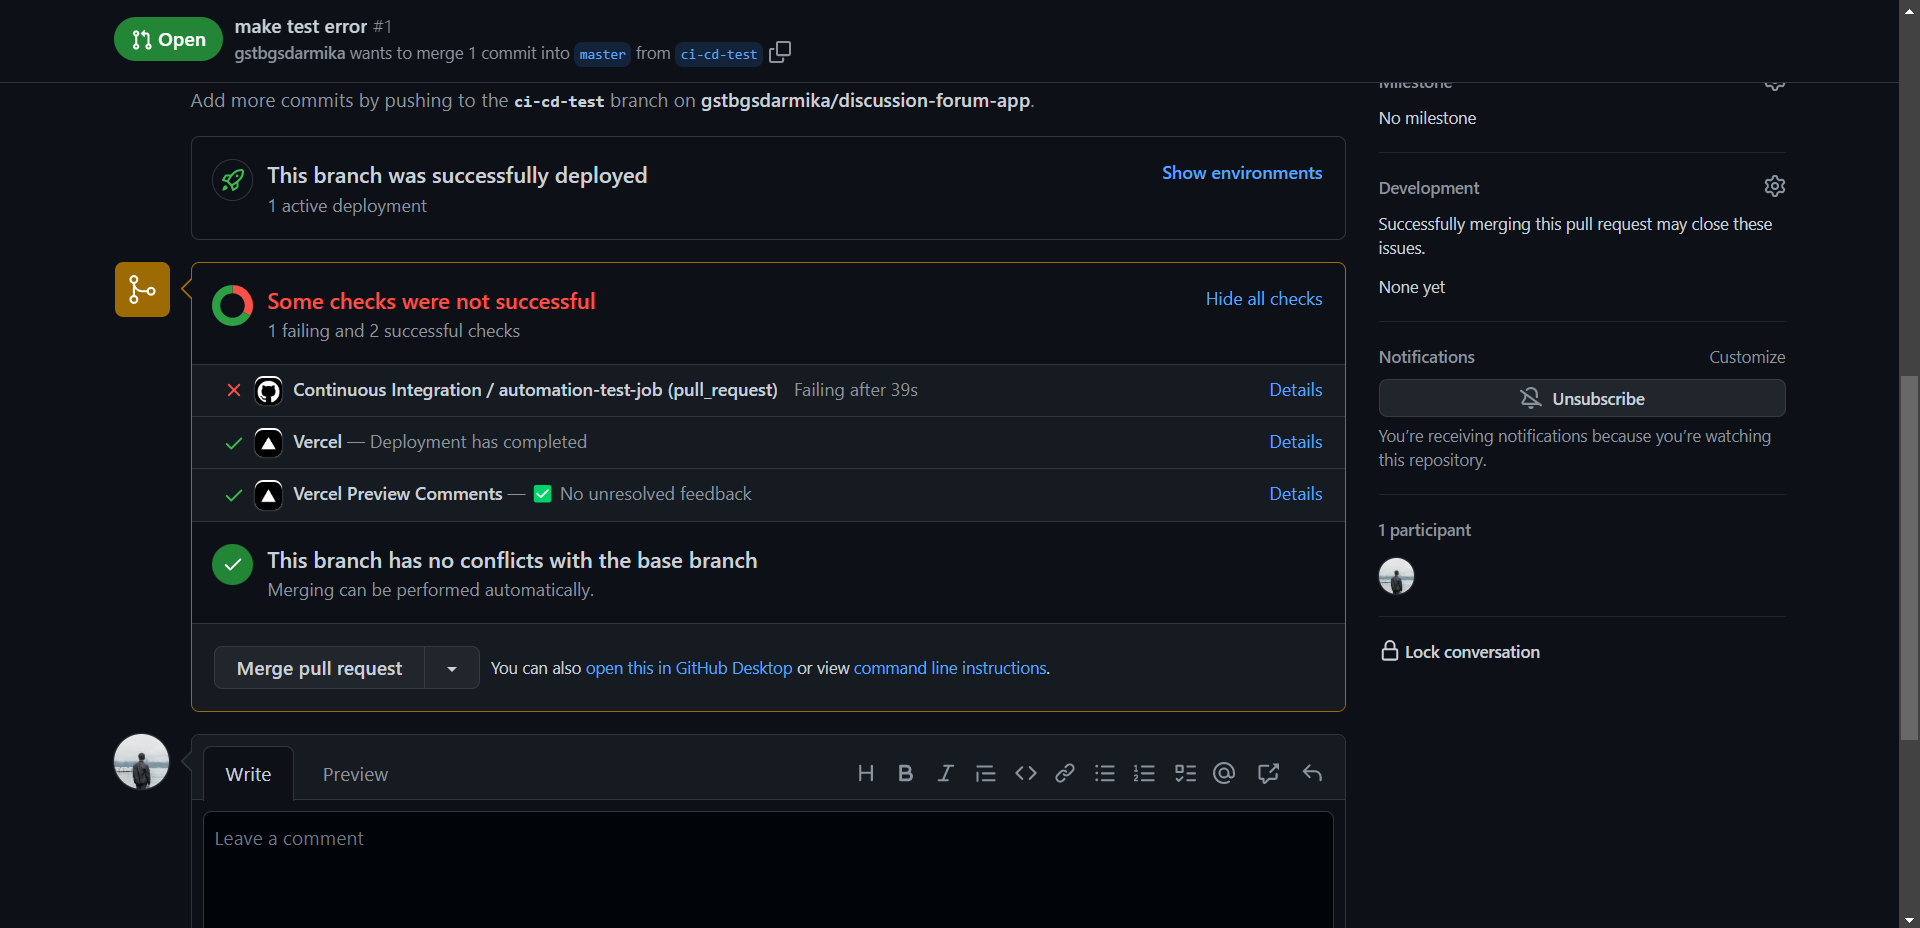 Open
make test error #1
gstbgsdarmika wants to merge 1 commit into master from ci-cd-test
Add more commits by pushing to the ci-cd-test branch on gstbgsdarmika/discussion-forum-app.
This branch was successfully deployed
1 active deployment
Show environments
Some checks were not successful
1 failing and 2 successful checks
Hide all checks
Continuous Integration / automation-test-job (pull_request) Failing after 39s
Details
Vercel — Deployment has completed
Details
Vercel Preview Comments — ✅ No unresolved feedback
Details
This branch has no conflicts with the base branch
Merging can be performed automatically.
Merge pull request
You can also open this in GitHub Desktop or view command line instructions.
Write
Preview
Leave a comment
Milestone
No milestone
Development
Successfully merging this pull request may close these
issues.
None yet
Notifications
Customize
Unsubscribe
You're receiving notifications because you're watching
this repository.
1 participant
Lock conversation